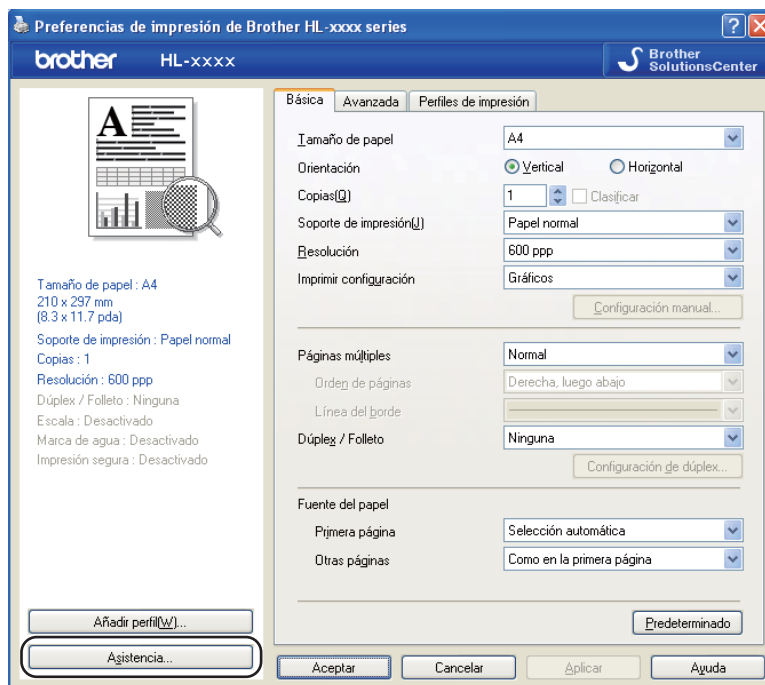 Preferencias de impresión de Brother HL-xxxx series
brother HL-xxxx
Brother
SolutionsCenter
A
Tamaño de papel : A4
210 x 297 mm
(8.3 x 11.7 pda)
Soporte de impresión : Papel normal
Copias : 1
Resolución : 600 ppp
Dúplex / Folleto : Ninguna
Escala : Desactivado
Marca de agua : Desactivado
Impresión segura : Desactivado
Añadir perfil(W)...
Asistencia...
Básica Avanzada Perfiles de impresión
Tamaño de papel A4
Orientación Vertical Horizontal
Copias(Q) 1 Clasificar
Soporte de impresión(J) Papel normal
Resolución 600 ppp
Imprimir configuración Gráficos
Configuración manual...
Páginas múltiples Normal
Orden de páginas Derecha, luego abajo
Línea del borde
Dúplex / Folleto Ninguna
Configuración de dúplex...
Fuente del papel
Primera página Selección automática
Otras páginas Como en la primera página
Predeterminado
Aceptar Cancelar Aplicar Ayuda